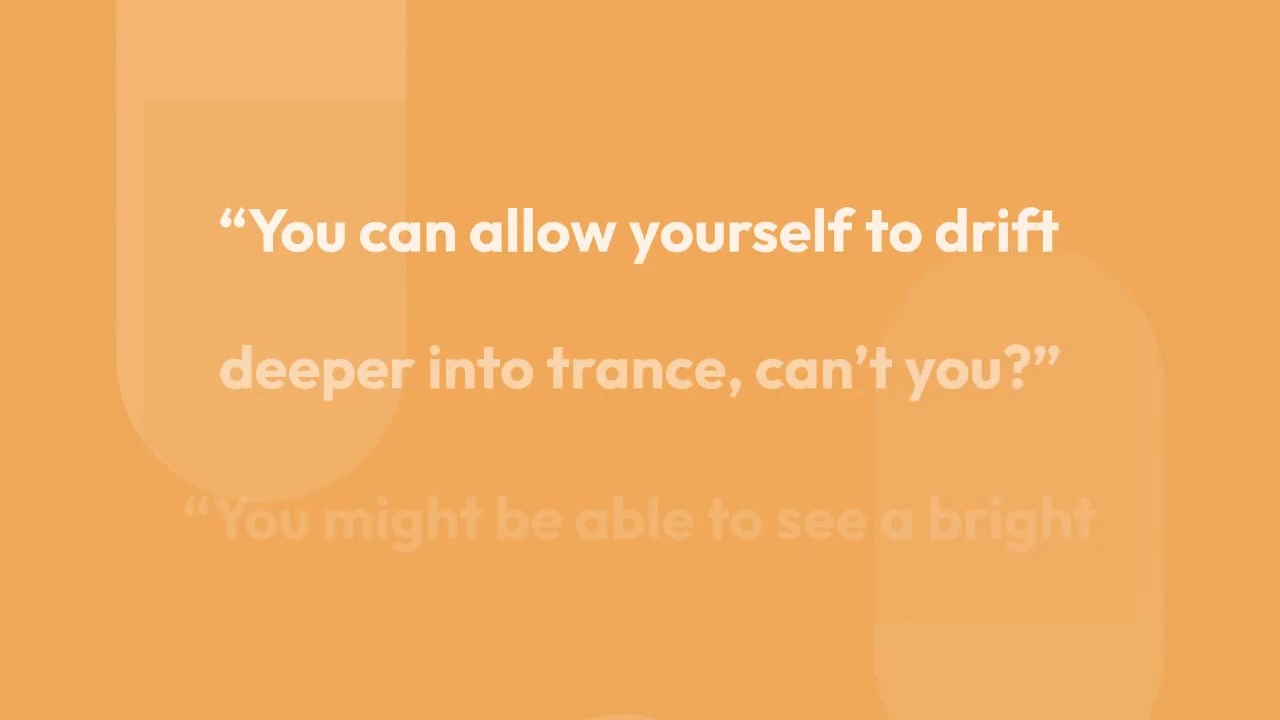 “You can allow yourself to drift
deeper into trance, can’t you?”
“You might be able to see a bright